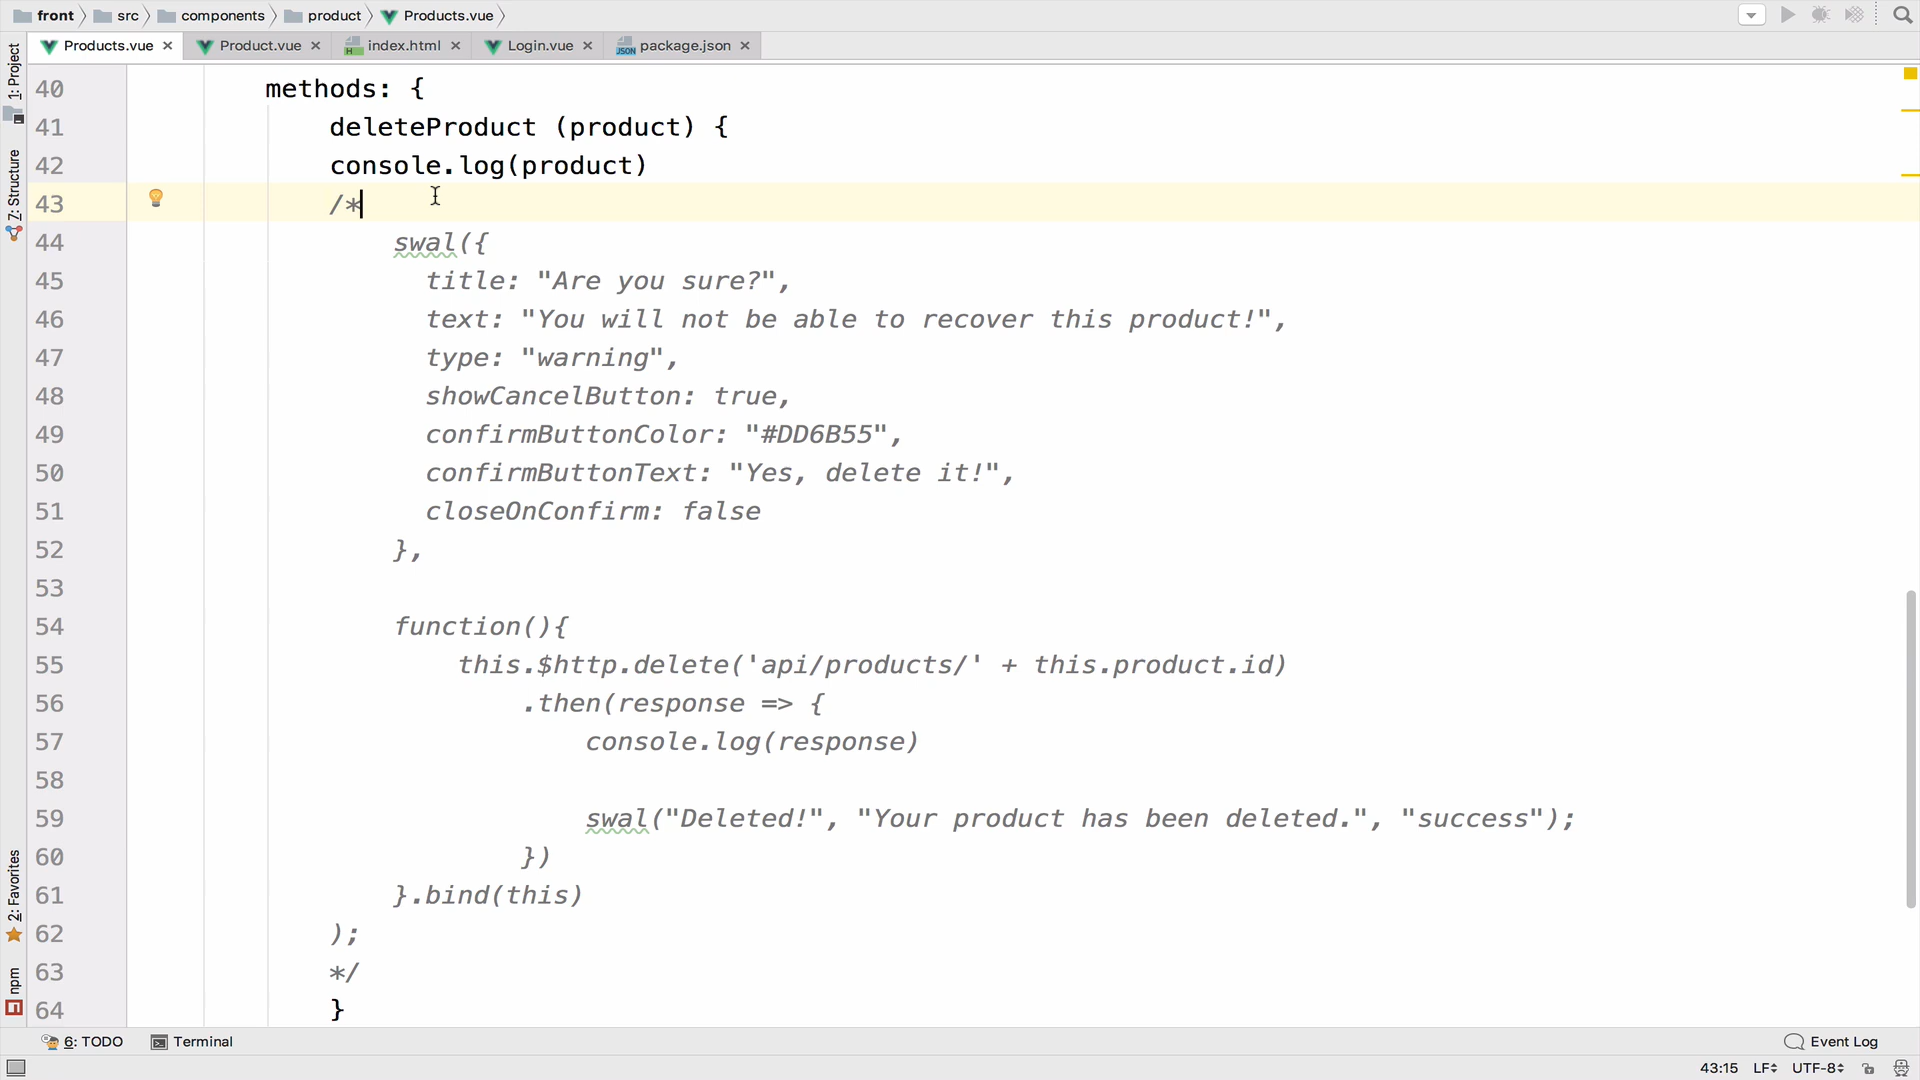 front src components product Products.vue
Products.vue Product.vue index.html Login.vue package.json
1: Project
7: Structure
2: Favorites
npm
40 methods: {
41 deleteProduct (product) {
42 console.log(product)
43 /*
44 swal({
45 title: "Are you sure?",
46 text: "You will not be able to recover this product!",
47 type: "warning",
48 showCancelButton: true,
49 confirmButtonColor: "#DD6B55",
50 confirmButtonText: "Yes, delete it!",
51 closeOnConfirm: false
52 },
53
54 function(){
55 this.$http.delete('api/products/' + this.product.id)
56 .then(response => {
57 console.log(response)
58
59 swal("Deleted!", "Your product has been deleted.", "success");
60 })
61 }.bind(this)
62 );
63 */
64 }
6: TODO Terminal Event Log
43:15 LF UTF-8